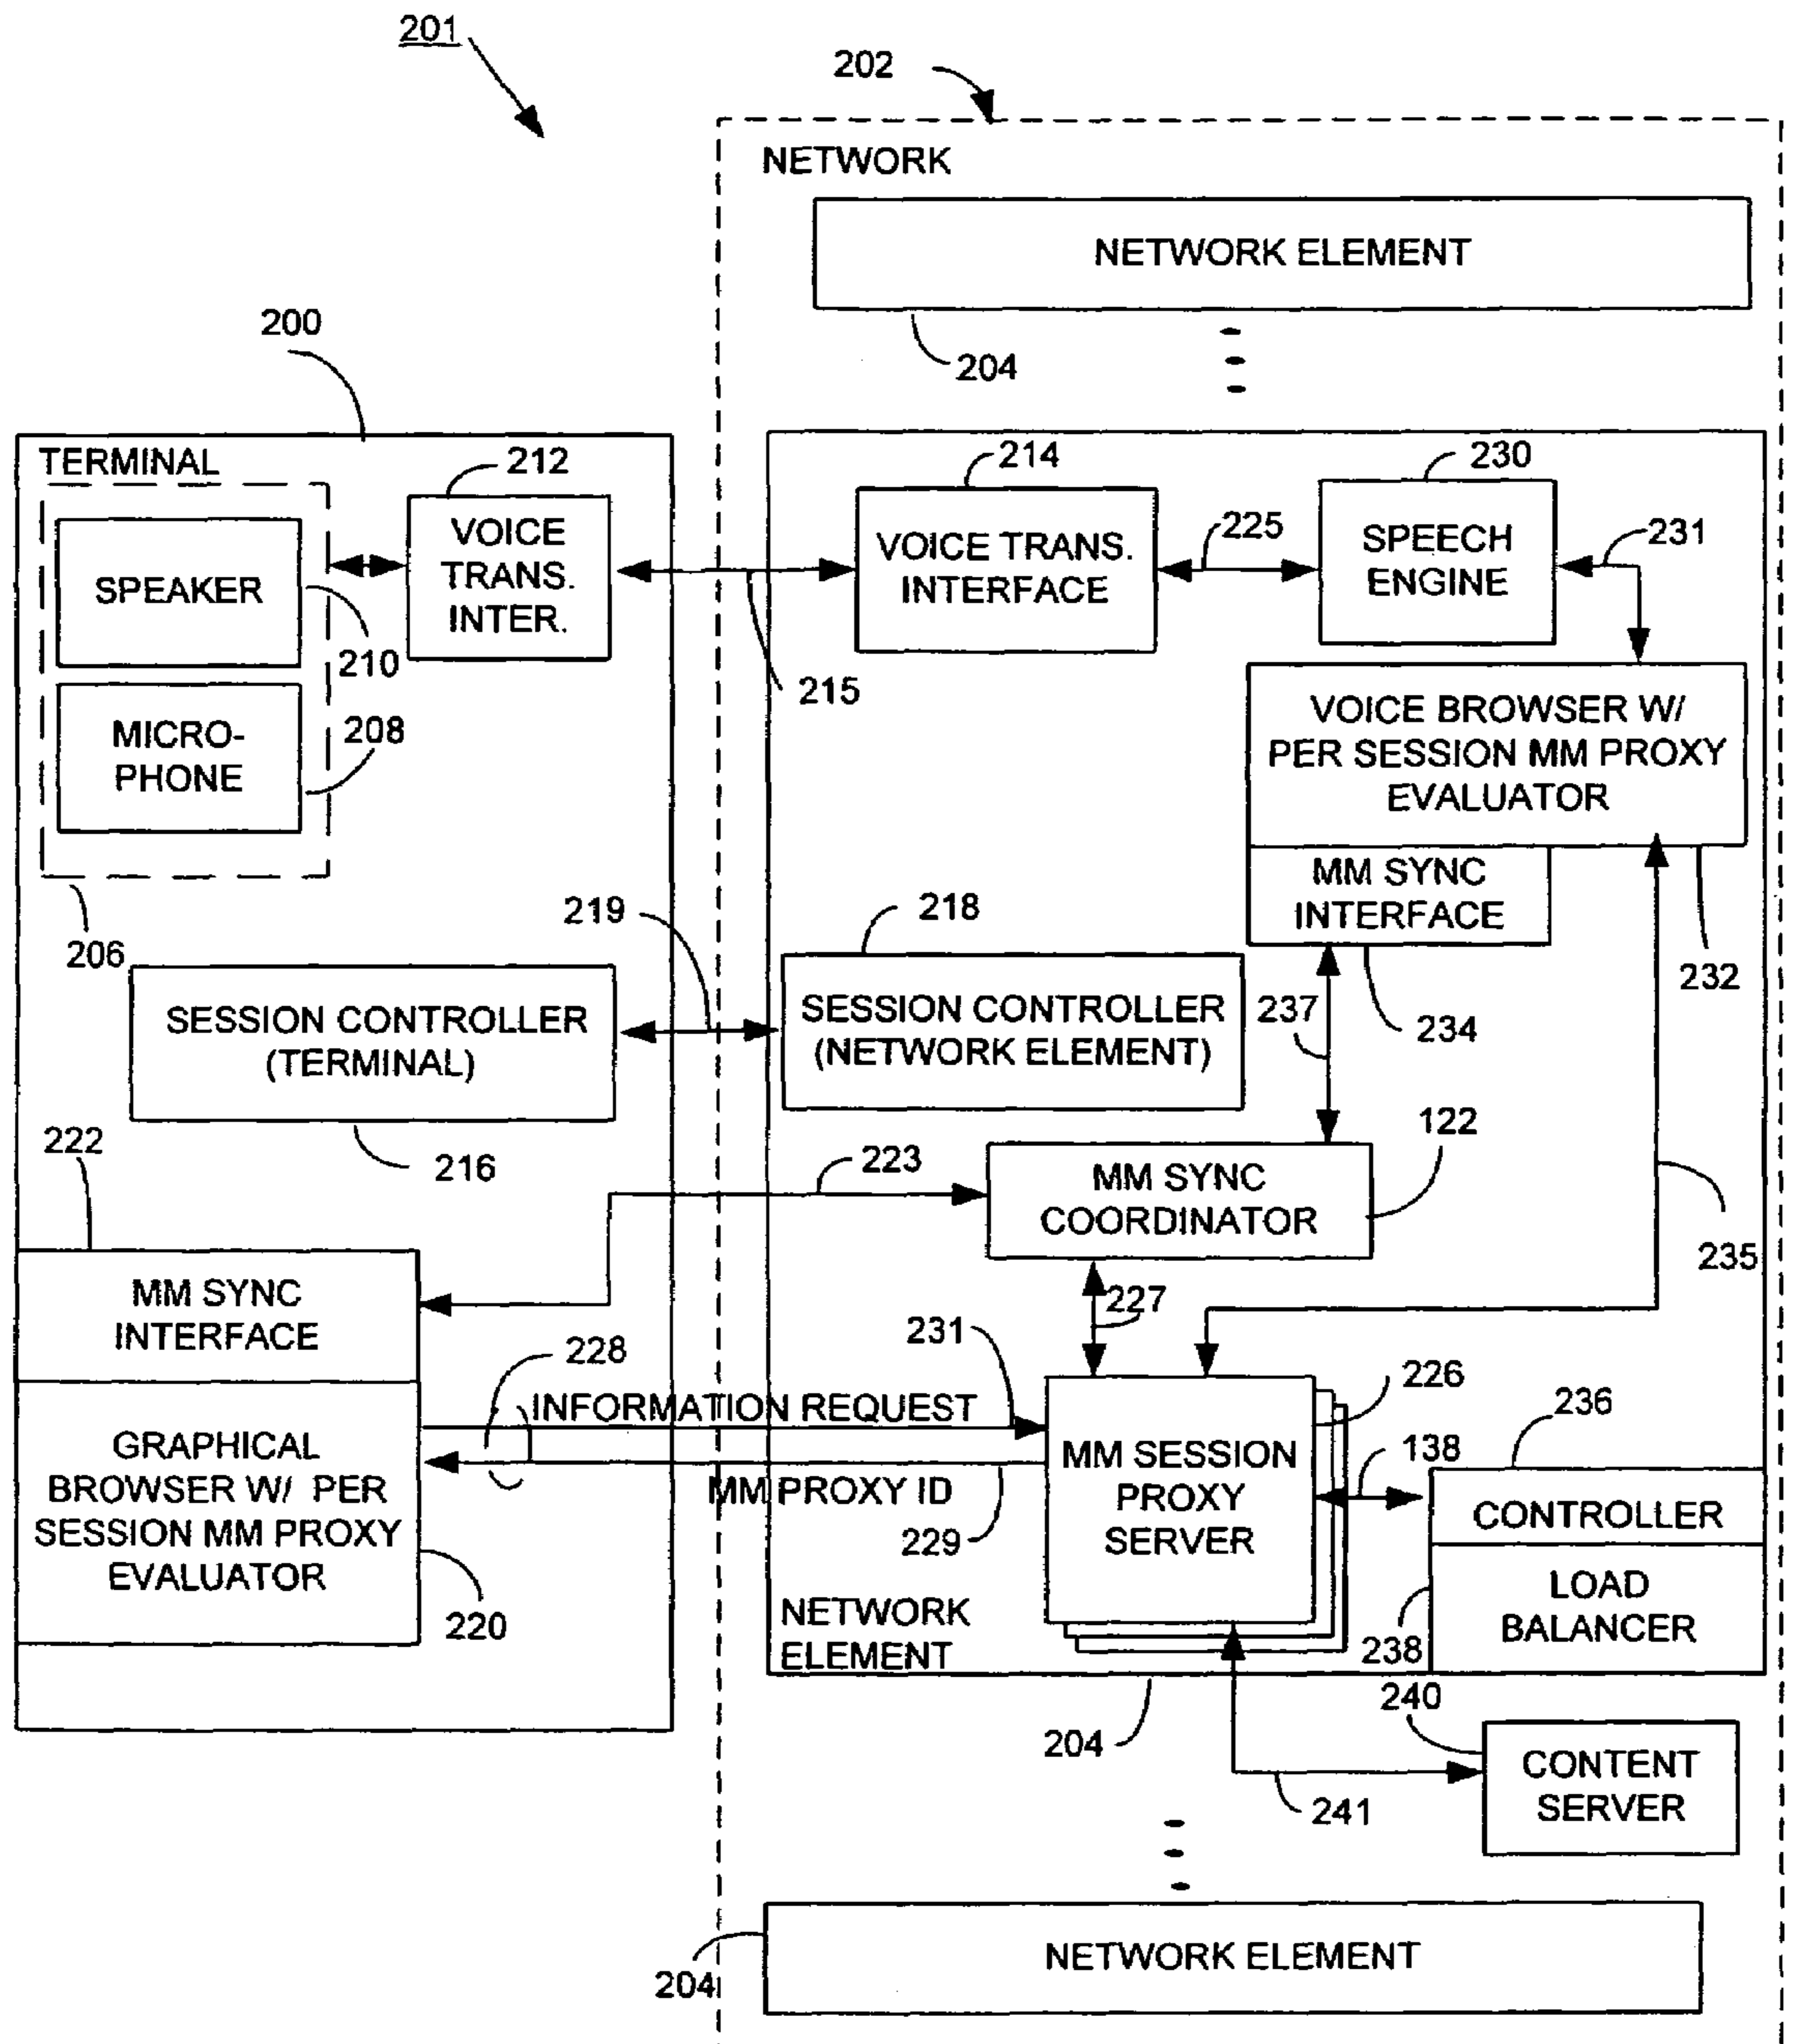 201
202
NETWORK
NETWORK ELEMENT
204
200
TERMINAL
212
214
230
SPEAKER
210
VOICE
TRANS.
INTER.
215
VOICE TRANS.
INTERFACE
225
SPEECH
ENGINE
231
MICRO-
PHONE
208
206
VOICE BROWSER W/
PER SESSION MM PROXY
EVALUATOR
232
MM SYNC
INTERFACE
234
219
218
SESSION CONTROLLER
(TERMINAL)
216
SESSION CONTROLLER
(NETWORK ELEMENT)
237
222
223
MM SYNC
COORDINATOR
122
235
MM SYNC
INTERFACE
227
231
228
INFORMATION REQUEST
226
GRAPHICAL
BROWSER W/ PER
SESSION MM PROXY
EVALUATOR
220
MM PROXY ID
229
MM SESSION
PROXY
SERVER
138
236
CONTROLLER
LOAD
BALANCER
238
NETWORK
ELEMENT
204
240
CONTENT
SERVER
241
204
NETWORK ELEMENT